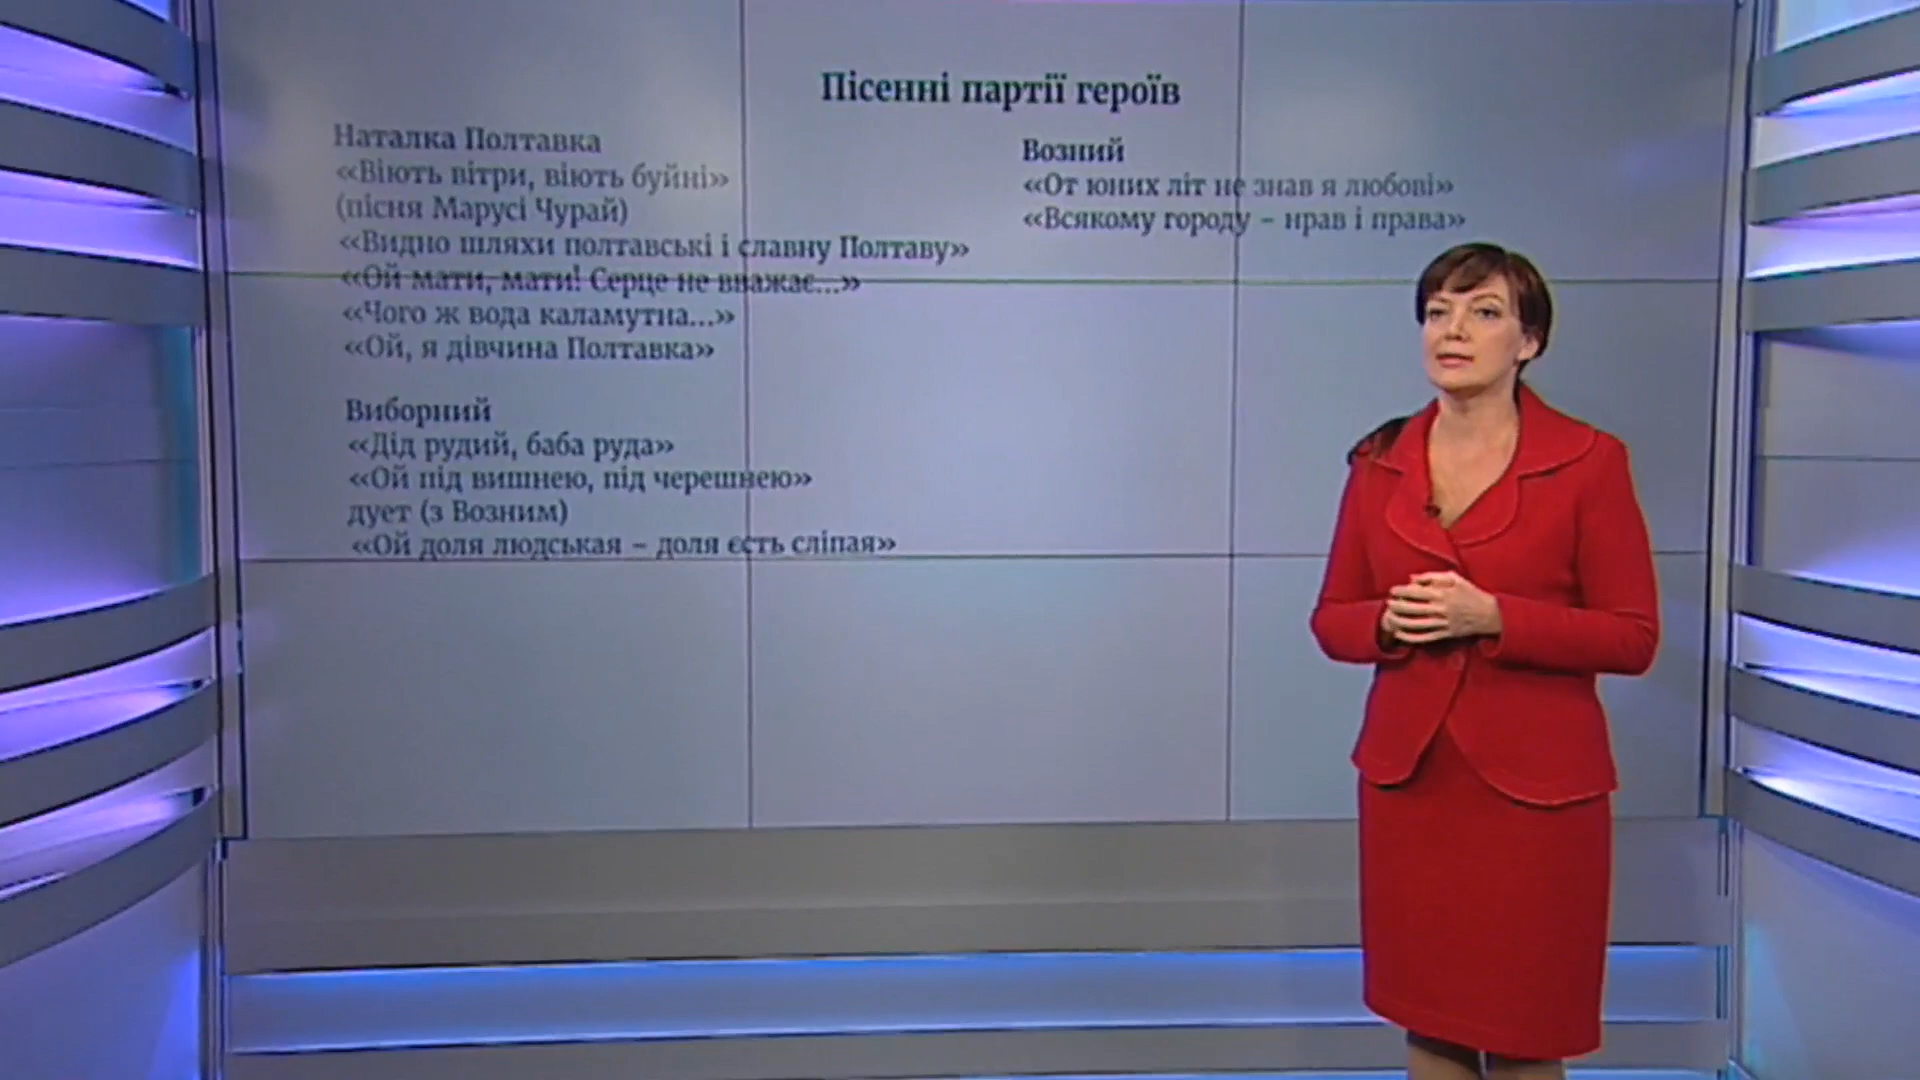 Пісенні партії героїв
Наталка Полтавка
«Віють вітри, віють буйні»
(пісня Марусі Чурай)
«Видно шляхи полтавські і славну Полтаву»
«Ой мати, мати! Серце не вважає...»
«Чого ж вода каламутна...»
«Ой, я дівчина Полтавка»
Виборний
«Дід рудий, баба руда»
«Ой під вишнею, під черешнею»
дует (з Возним)
«Ой доля людськая – доля єсть сліпая»
Возний
«От юних літ не знав я любові»
«Всякому городу – нрав і права»